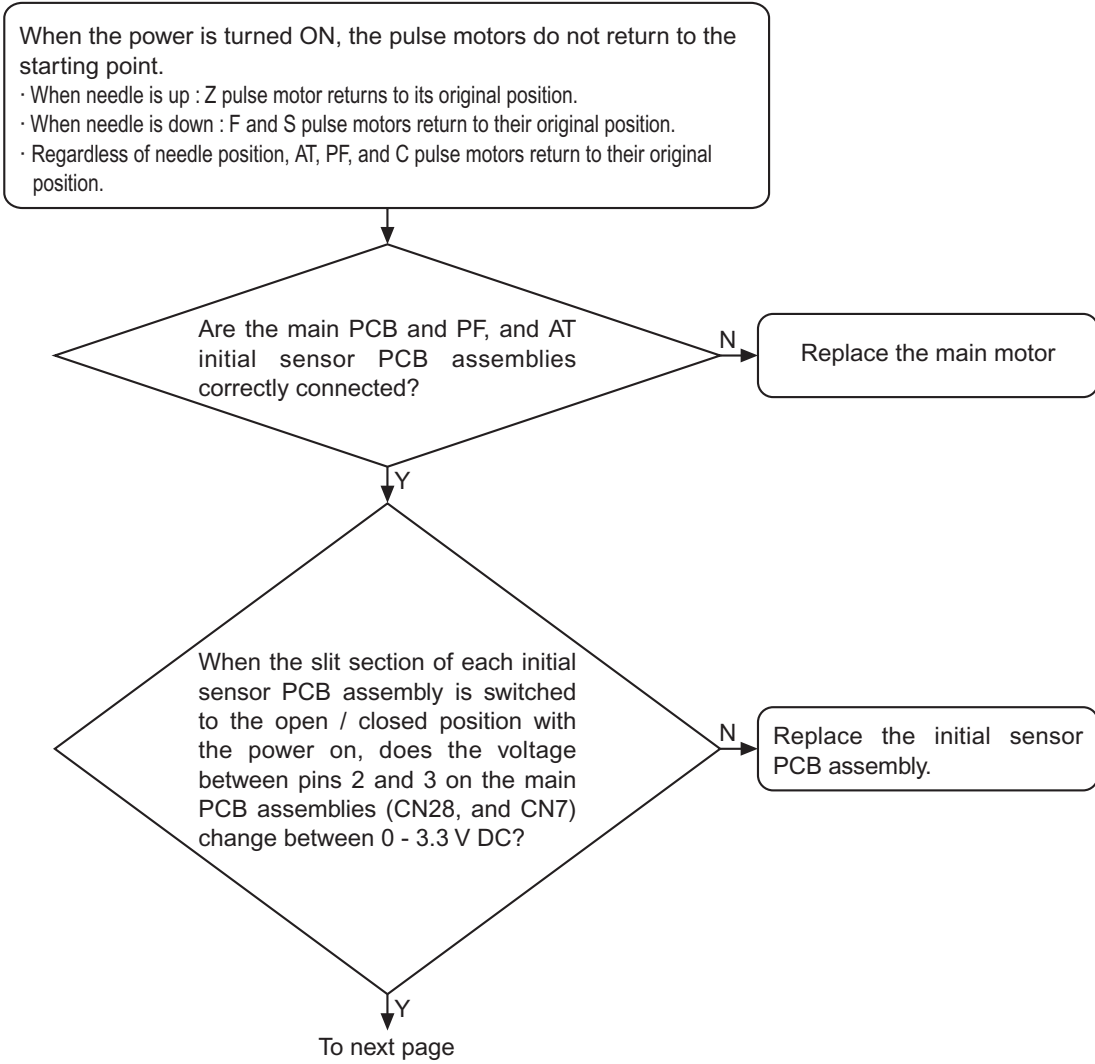 When the power is turned ON, the pulse motors do not return to the
starting point.
· When needle is up : Z pulse motor returns to its original position.
· When needle is down : F and S pulse motors return to their original position.
· Regardless of needle position, AT, PF, and C pulse motors return to their original
position.
Are the main PCB and PF, and AT
initial sensor PCB assemblies
correctly connected?
N
Replace the main motor
Y
When the slit section of each initial
sensor PCB assembly is switched
to the open / closed position with
the power on, does the voltage
between pins 2 and 3 on the main
PCB assemblies (CN28, and CN7)
change between 0 - 3.3 V DC?
N
Replace the initial sensor
PCB assembly.
Y
To next page